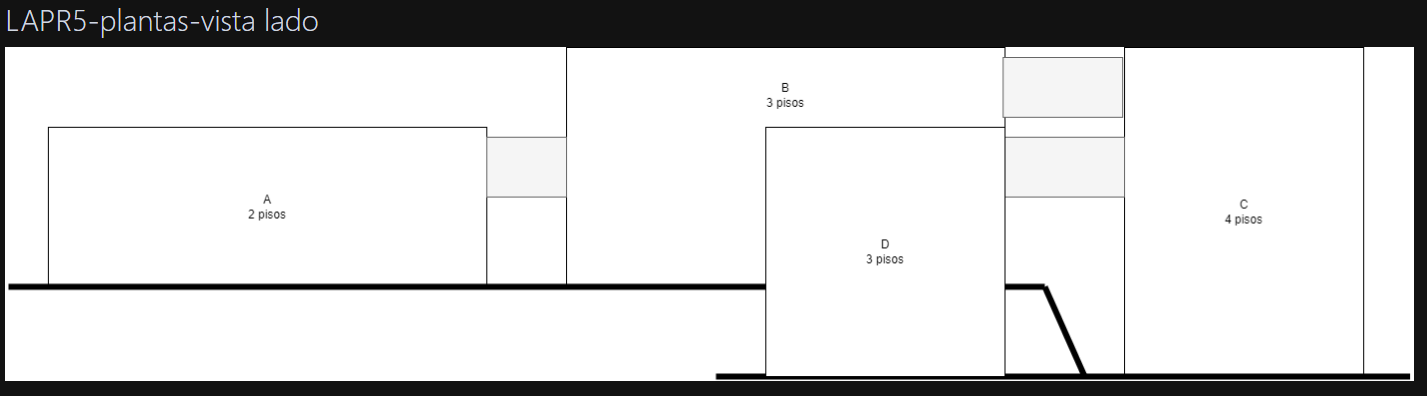 LAPR5-plantas-vista lado
B
3 pisos
A
2 pisos
C
4 pisos
D
3 pisos